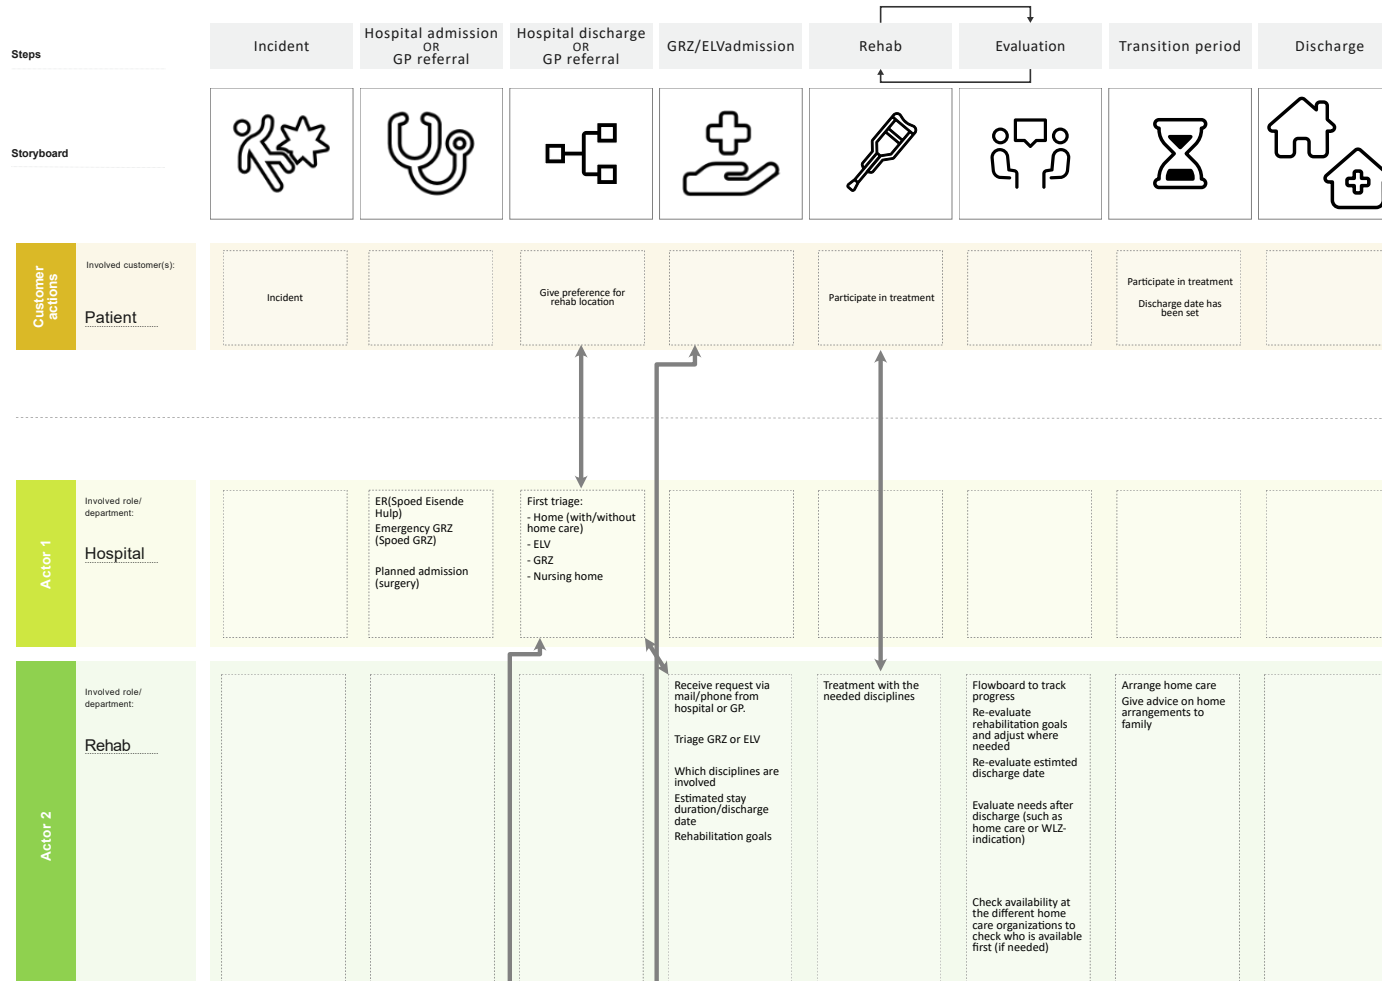 Steps
Incident
Hospital admission
OR
GP referral
Hospital discharge
OR
GP referral
GRZ/ELVadmission
Rehab
Evaluation
Transition period
Discharge
Storyboard
Customer
actions
Involved customer(s):
Patient
Incident
Give preference for
rehab location
Participate in treatment
Participate in treatment
Discharge date has
been set
Actor 1
Involved role/
department:
Hospital
ER(Spoed Eisende
Hulp)
Emergency GRZ
(Spoed GRZ)
Planned admission
(surgery)
First triage:
- Home (with/without
home care)
- ELV
- GRZ
- Nursing home
Actor 2
Involved role/
department:
Rehab
Receive request via
mail/phone from
hospital or GP.
Triage GRZ or ELV
Which disciplines are
involved
Estimated stay
duration/discharge
date
Rehabilitation goals
Treatment with the
needed disciplines
Flowboard to track
progress
Re-evaluate
rehabilitation goals
and adjust where
needed
Re-evaluate estimted
discharge date
Evaluate needs after
discharge (such as
home care or WLZ-
indication)
Check availability at
the different home
care organizations to
check who is available
first (if needed)
Arrange home care
Give advice on home
arrangements to
family